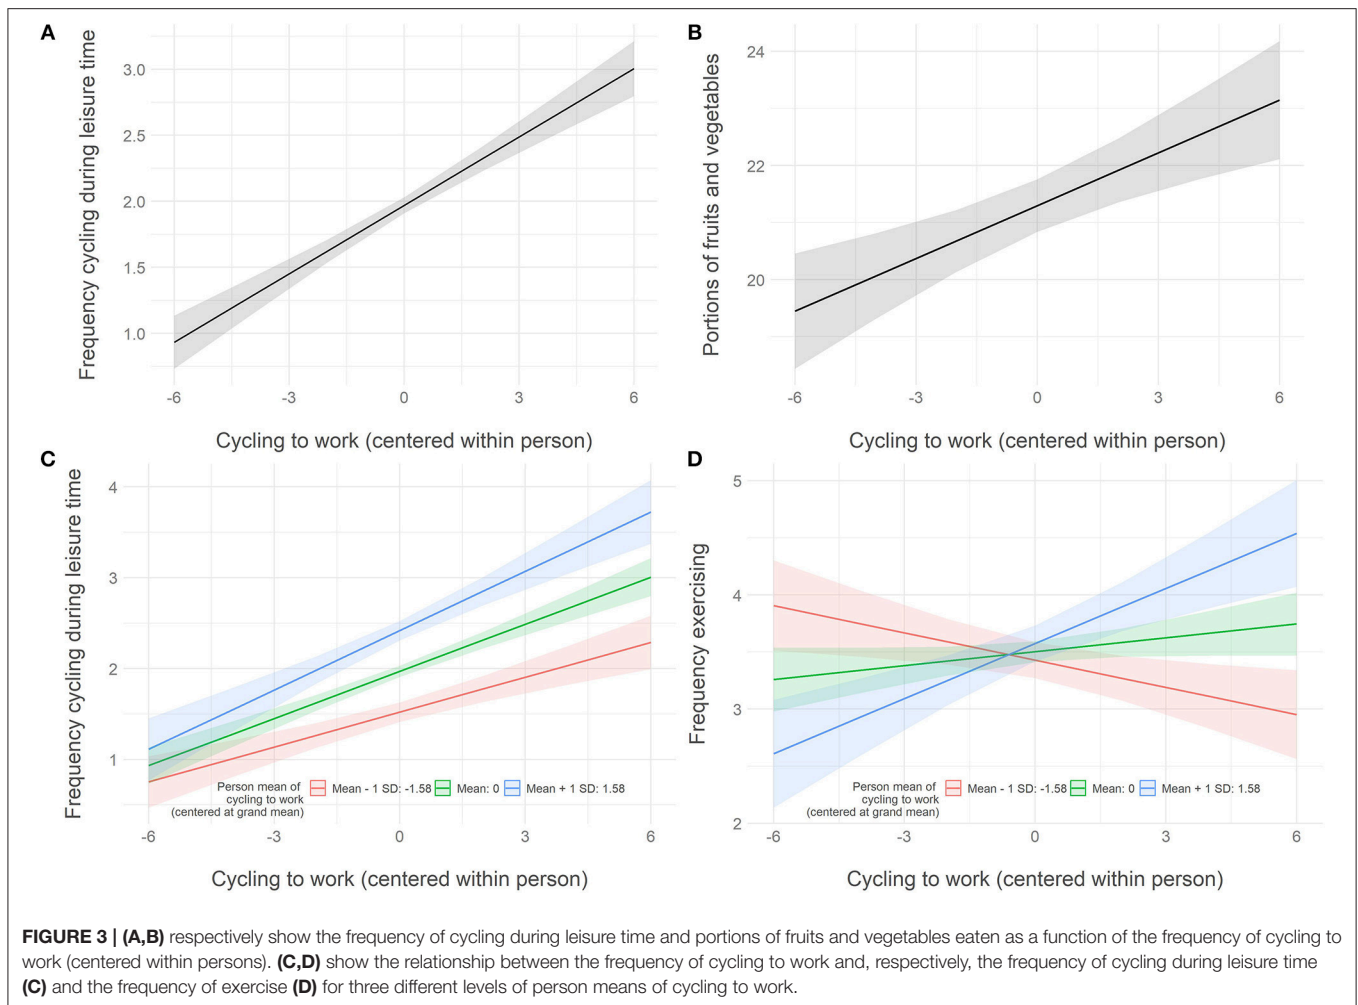 A
Frequency cycling during leisure time
3.0
2.5
2.0
1.5
1.0
-6 -3 0 3 6
Cycling to work (centered within person)
B
Portions of fruits and vegetables
24
22
20
-6 -3 0 3 6
Cycling to work (centered within person)
C
Frequency cycling during leisure time
4
3
2
1
Person mean of
cycling to work
(centered at grand mean)
Mean - 1 SD: -1.58 Mean: 0 Mean + 1 SD: 1.58
-6 -3 0 3 6
Cycling to work (centered within person)
D
Frequency exercising
5
4
3
2
Person mean of
cycling to work
(centered at grand mean)
Mean - 1 SD: -1.58 Mean: 0 Mean + 1 SD: 1.58
-6 -3 0 3 6
Cycling to work (centered within person)
FIGURE 3 | (A,B) respectively show the frequency of cycling during leisure time and portions of fruits and vegetables eaten as a function of the frequency of cycling to
work (centered within persons). (C,D) show the relationship between the frequency of cycling to work and, respectively, the frequency of cycling during leisure time
(C) and the frequency of exercise (D) for three different levels of person means of cycling to work.